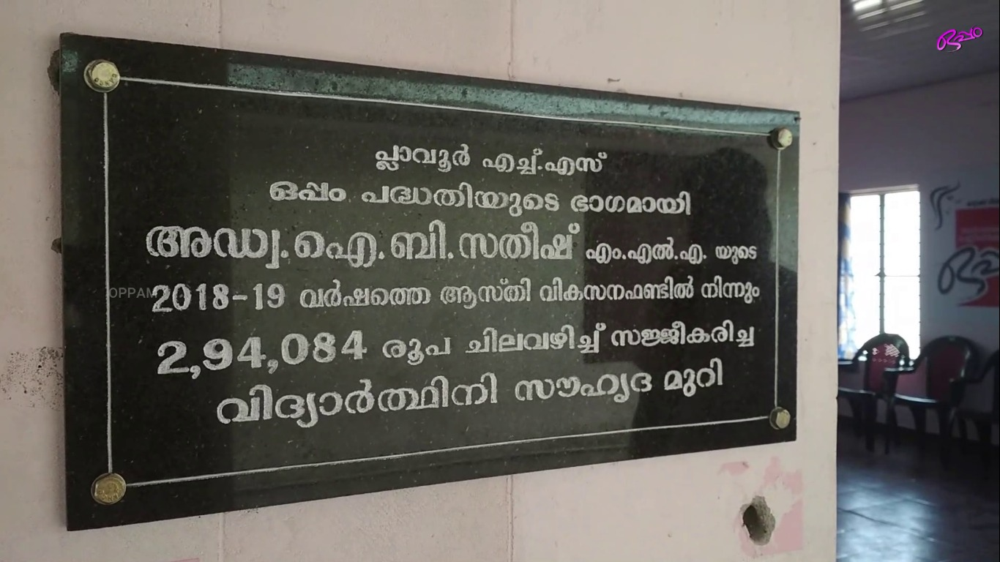 പ്ലാവൂർ എച്ച്.എസ്
ഒപ്പം പദ്ധതിയുടെ ഭാഗമായി
അഡ്വ.ഐ.ബി.സതീഷ് എം.എൽ.എ. യുടെ
2018-19 വർഷത്തെ ആസ്തി വികസനഫണ്ടിൽ നിന്നും
2,94,084 രൂപ ചിലവഴിച്ച് സജ്ജീകരിച്ച
വിദ്യാർത്ഥിനി സൗഹൃദ മുറി
OPPAM
ഒപ്പം